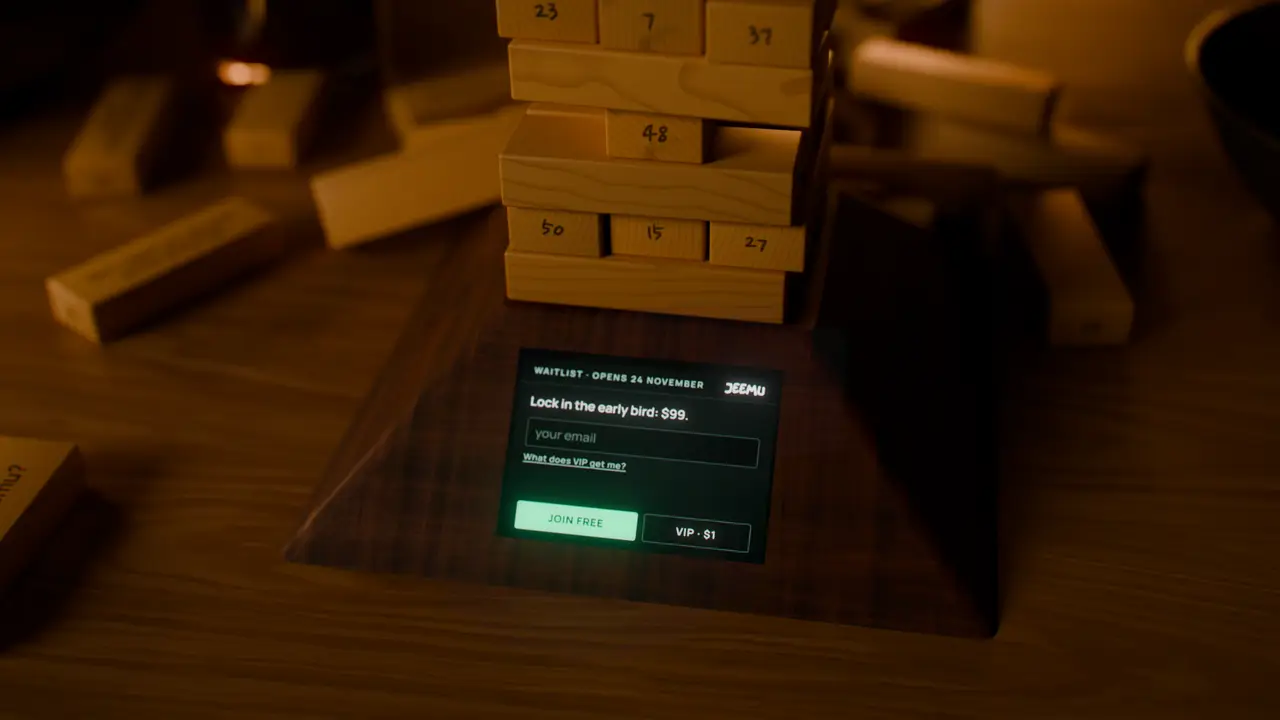 23 7 37
48
50 15 27
WAITLIST · OPENS 24 NOVEMBER JEEMU
Lock in the early bird: $99.
your email
What does VIP get me?
JOIN FREE VIP · $1